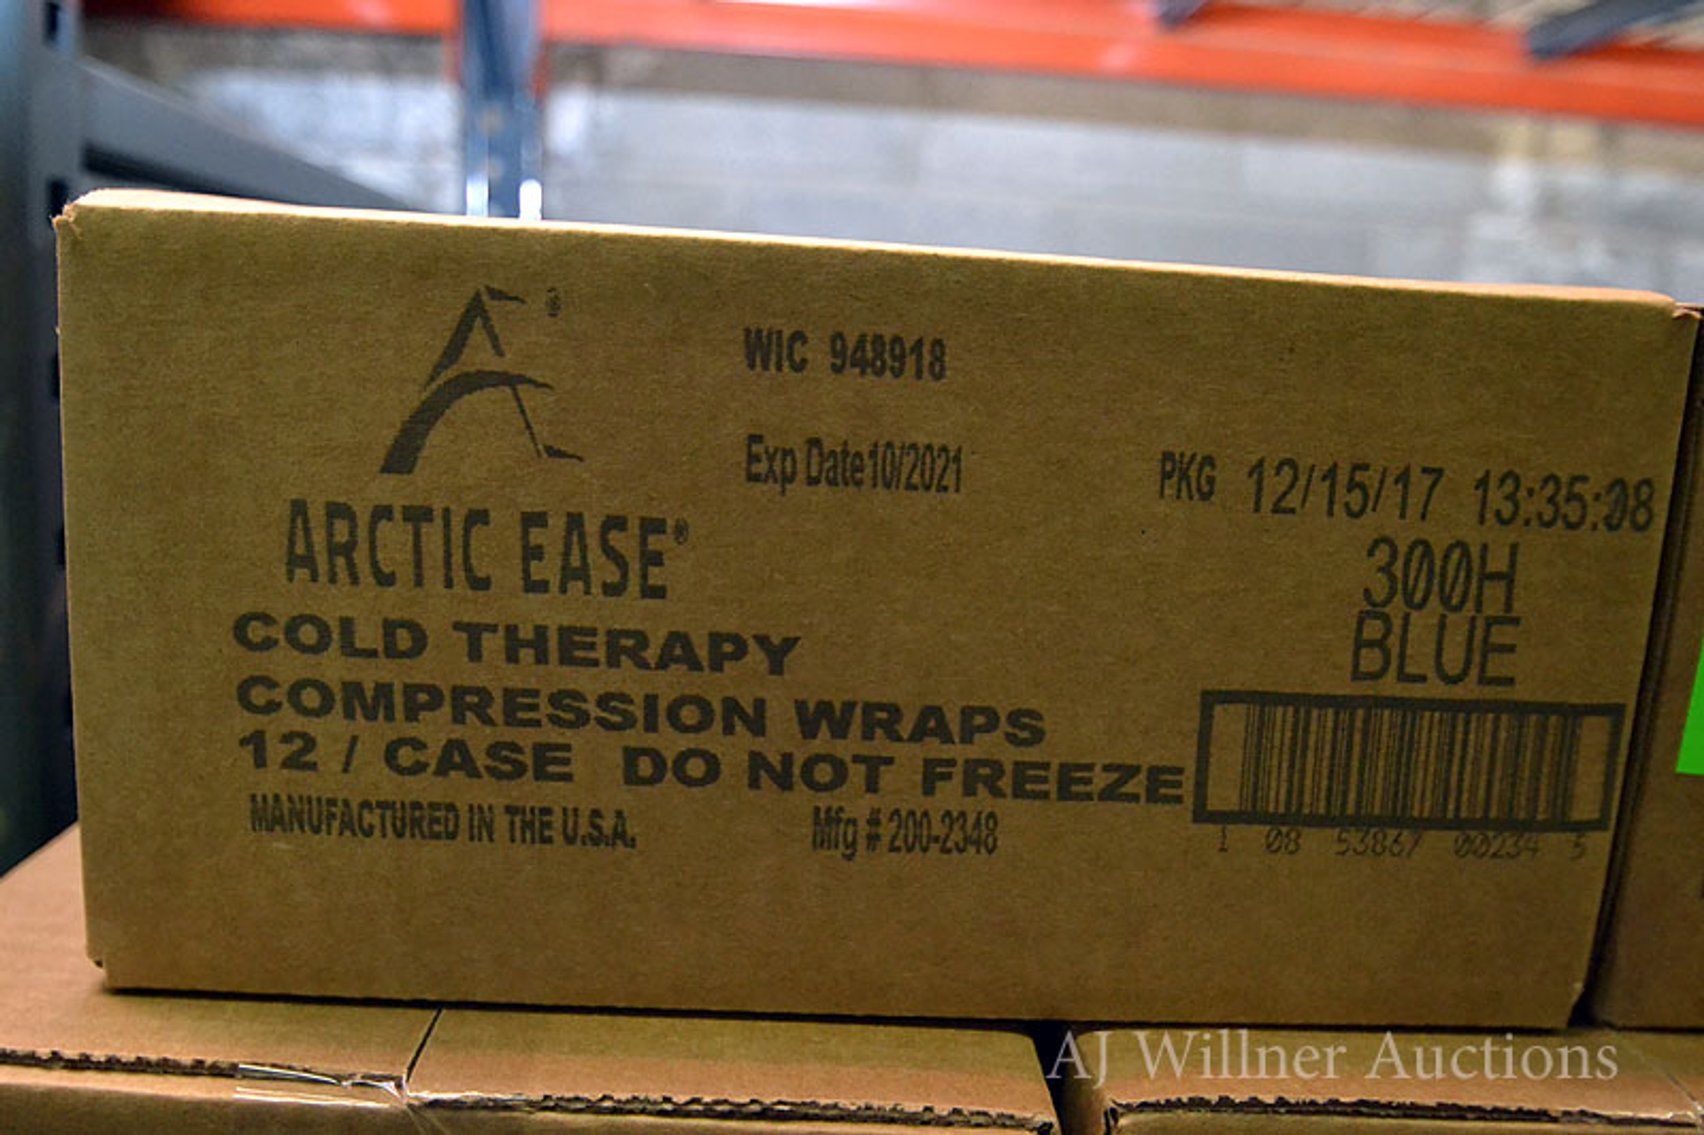 WIC 948918
Exp Date 10/2021
PKG 12/15/17 13:35:08
300H
BLUE
ARCTIC EASE®
COLD THERAPY
COMPRESSION WRAPS
12 / CASE DO NOT FREEZE
MANUFACTURED IN THE U.S.A. Mfg # 200-2348
1 08 53867 00234 5
AJ Willner Auctions